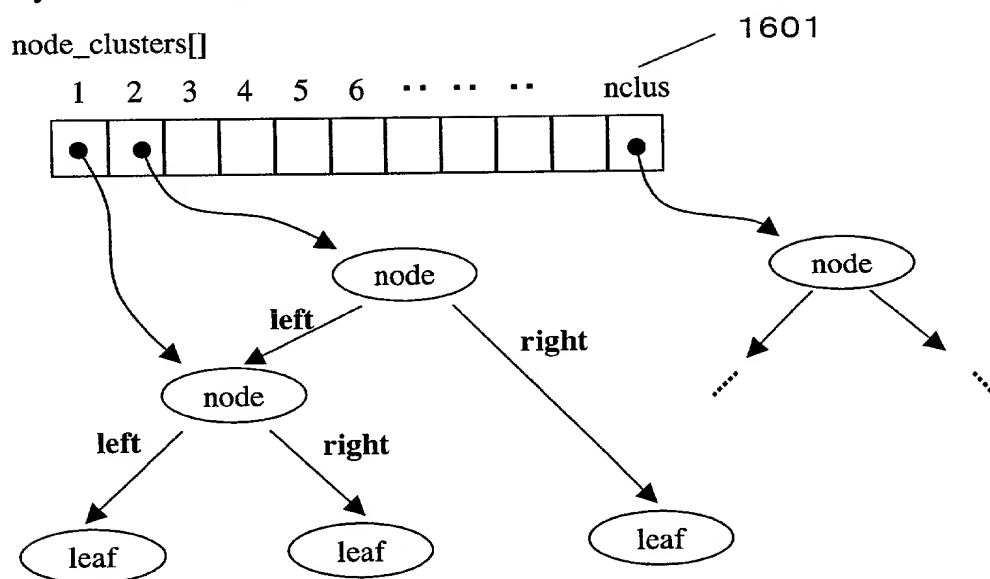 1601
node_clusters[]
1 2 3 4 5 6 ·· ·· ·· nclus
node
node
left
right
node
left
right
leaf
leaf
leaf